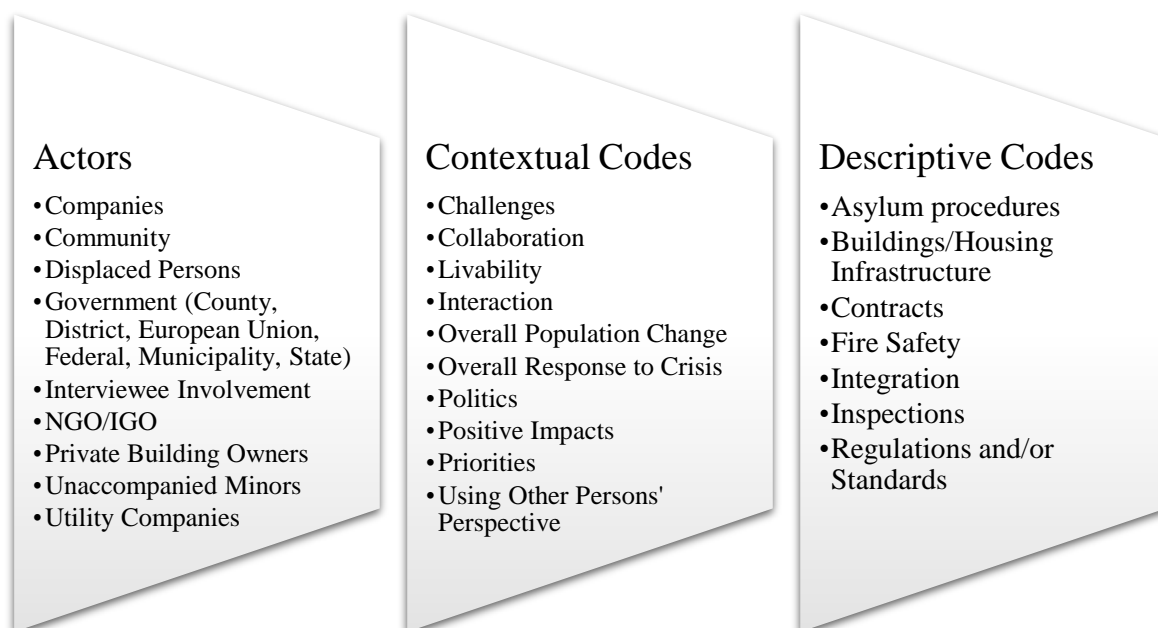 Actors
•Companies
•Community
•Displaced Persons
•Government (County,
District, European Union,
Federal, Municipality, State)
•Interviewee Involvement
•NGO/IGO
•Private Building Owners
•Unaccompanied Minors
•Utility Companies
Contextual Codes
•Challenges
•Collaboration
•Livability
•Interaction
•Overall Population Change
•Overall Response to Crisis
•Politics
•Positive Impacts
•Priorities
•Using Other Persons'
Perspective
Descriptive Codes
•Asylum procedures
•Buildings/Housing
Infrastructure
•Contracts
•Fire Safety
•Integration
•Inspections
•Regulations and/or
Standards